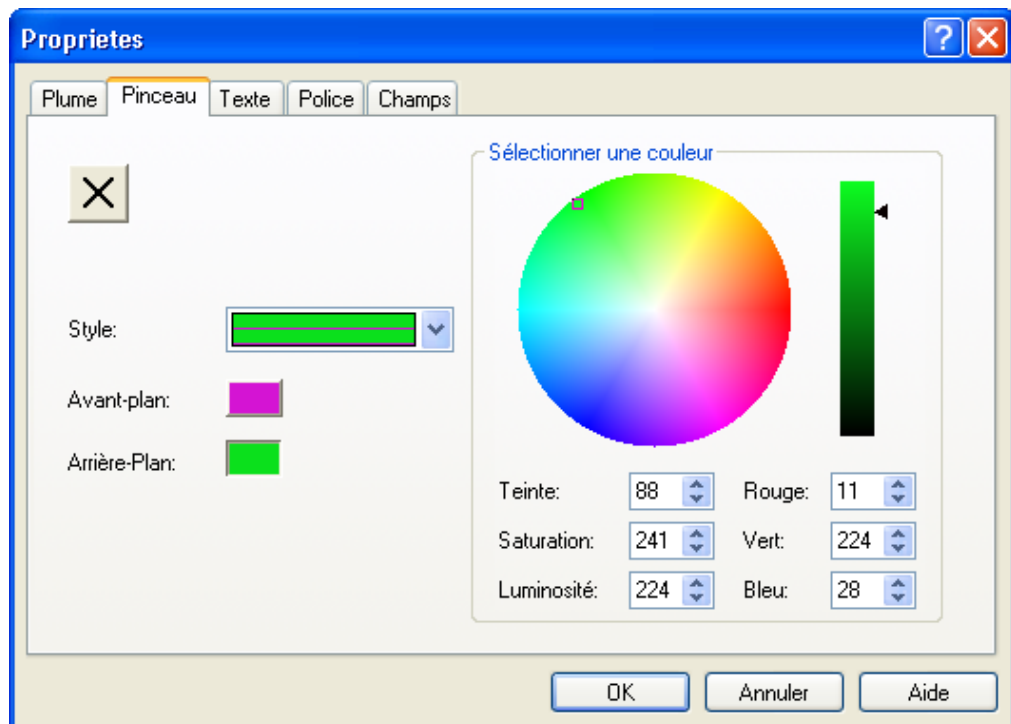 Proprietes
Plume Pinceau Texte Police Champs
Sélectionner une couleur
Style:
Avant-plan:
Arrière-Plan:
Teinte: 88 Rouge: 11
Saturation: 241 Vert: 224
Luminosité: 224 Bleu: 28
OK Annuler Aide